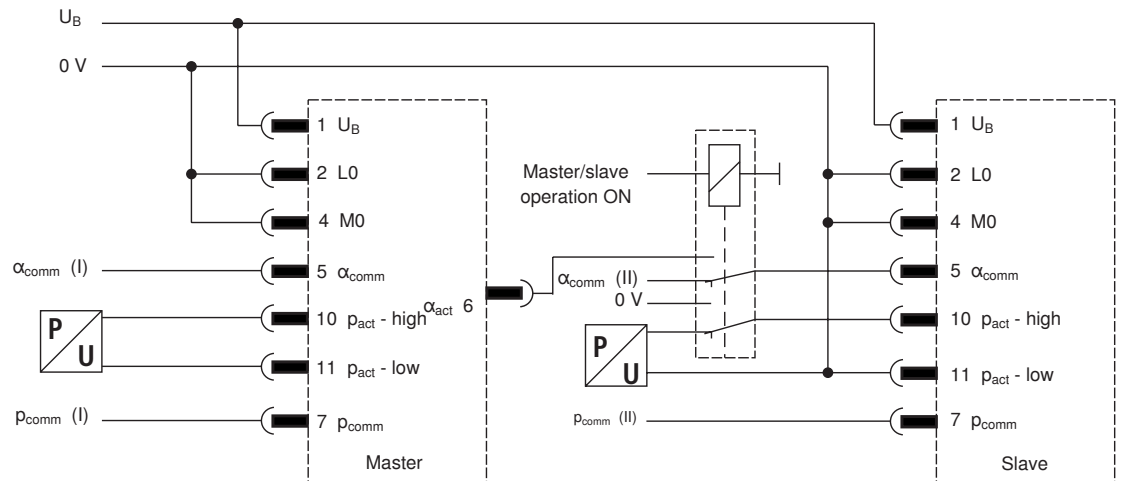 U_B
0 V
1 U_B
2 L0
4 M0
α_comm (I)
5 α_comm
α_act 6
10 p_act - high
P
U
11 p_act - low
p_comm (I)
7 p_comm
Master
Master/slave
operation ON
α_comm (II)
0 V
P
U
p_comm (II)
1 U_B
2 L0
4 M0
5 α_comm
10 p_act - high
11 p_act - low
7 p_comm
Slave